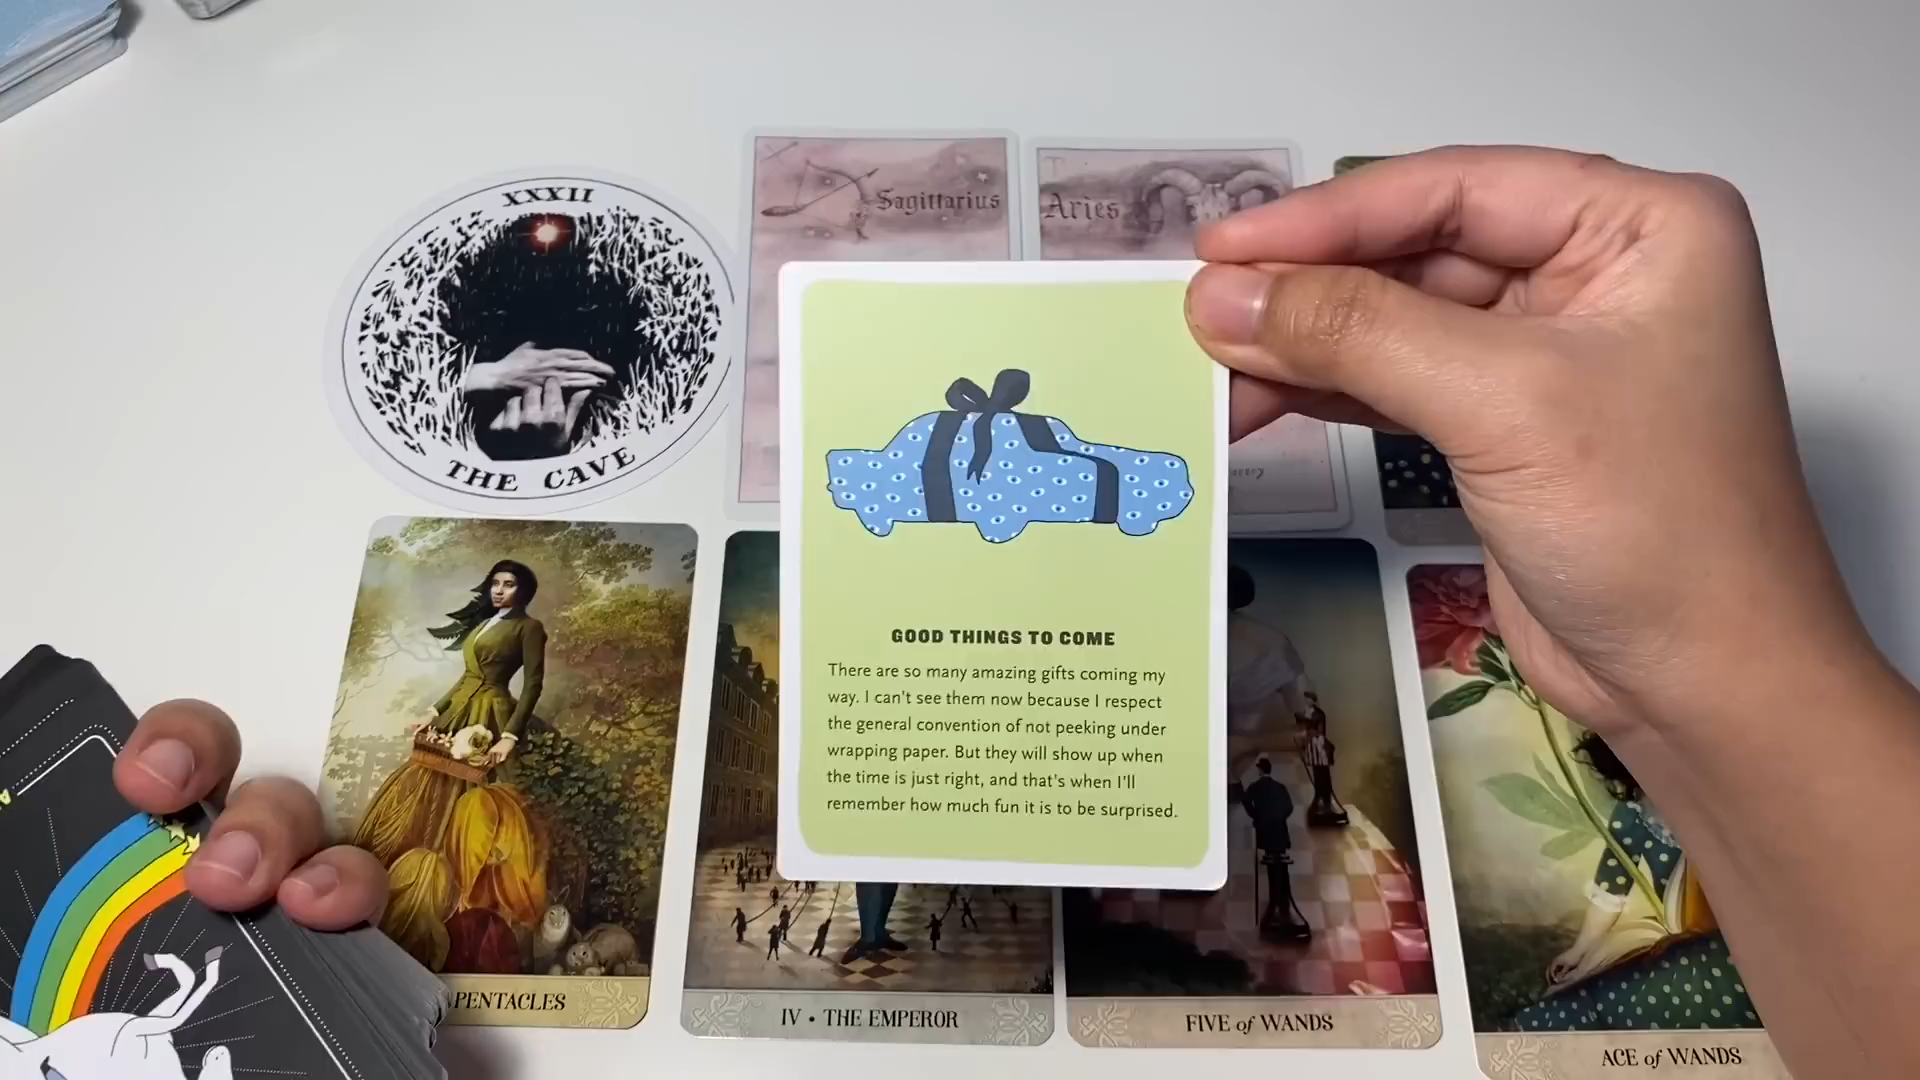 XXXII
THE CAVE
Sagittarius
Aries
GOOD THINGS TO COME
There are so many amazing gifts coming my
way. I can't see them now because I respect
the general convention of not peeking under
wrapping paper. But they will show up when
the time is just right, and that's when I'll
remember how much fun it is to be surprised.
PENTACLES
IV • THE EMPEROR
FIVE of WANDS
ACE of WANDS